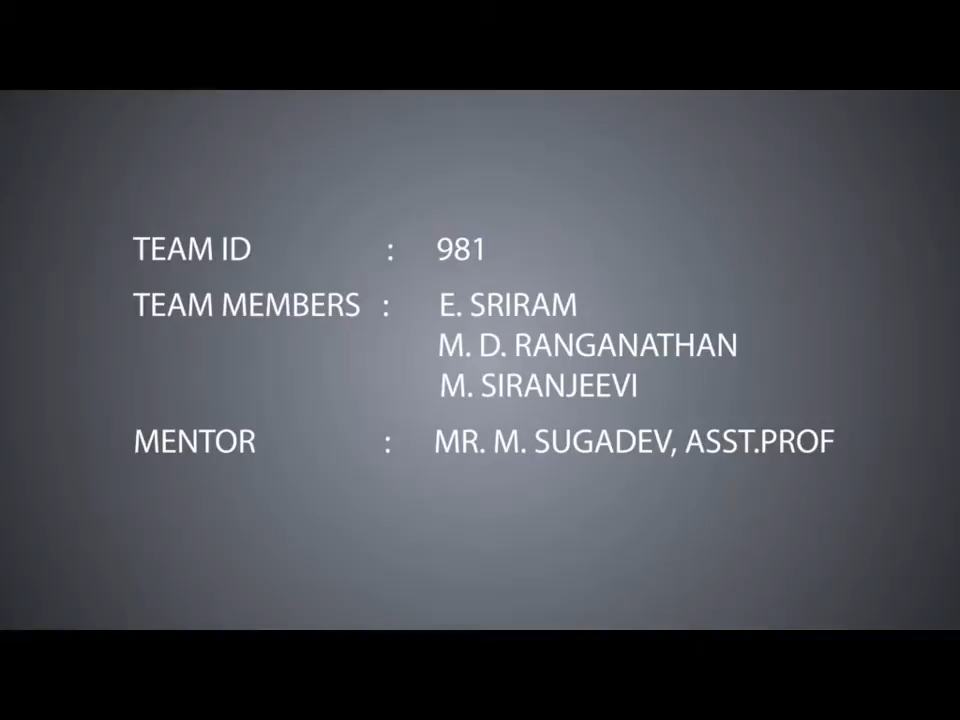 TEAM ID : 981
TEAM MEMBERS : E. SRIRAM
M. D. RANGANATHAN
M. SIRANJEEVI
MENTOR : MR. M. SUGADEV, ASST.PROF